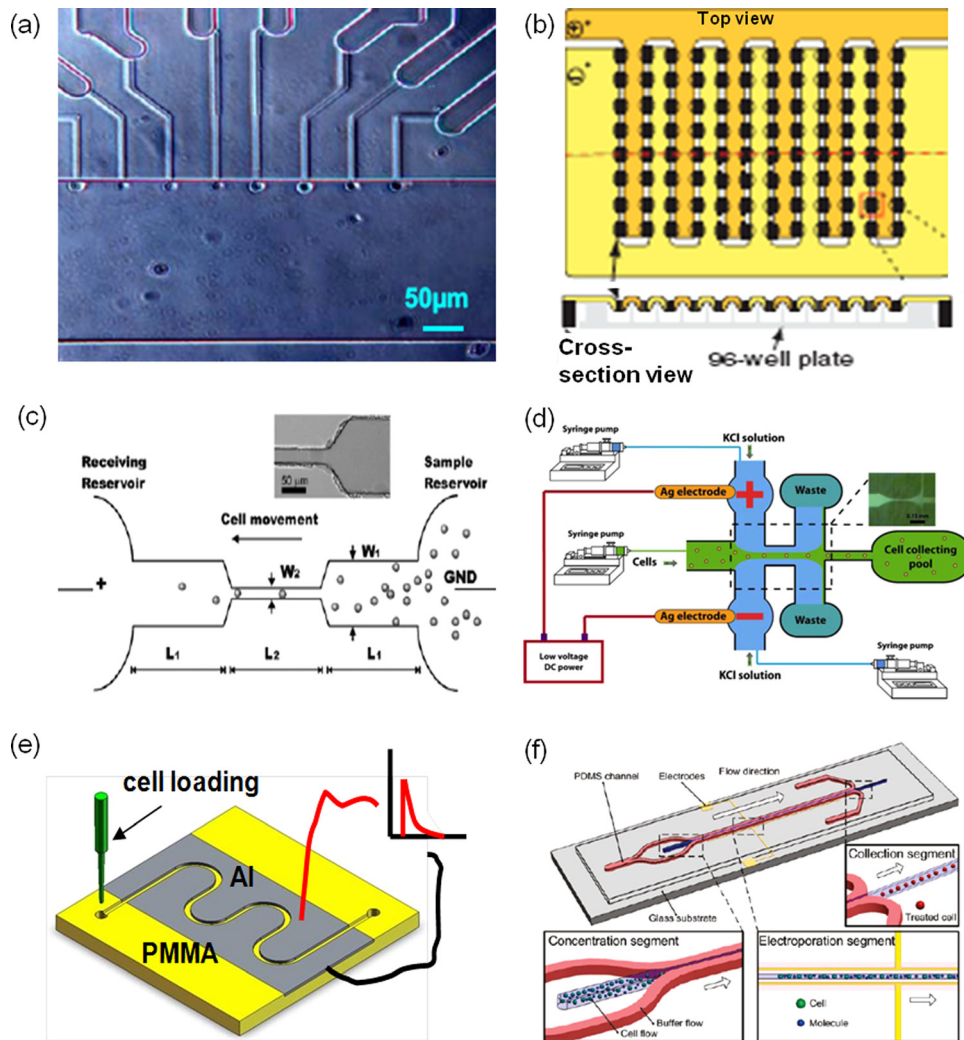 (a)
50µm
(b)
Top view
+
Cross-
section view
96-well plate
(c)
Receiving
Reservoir
Sample
Reservoir
50 µm
Cell movement
W₁
W₂
+
GND
L₁
L₂
L₁
(d)
Syringe pump
KCl solution
Ag electrode
+
Waste
Syringe pump
Cells
Cell collecting
pool
Ag electrode
Waste
Low voltage
DC power
KCl solution
Syringe pump
(e)
cell loading
Al
PMMA
(f)
PDMS channel
Electrodes
Flow direction
Glass substrate
Collection segment
Treated cell
Concentration segment
Cell flow
Buffer flow
Electroporation segment
Cell
Molecule